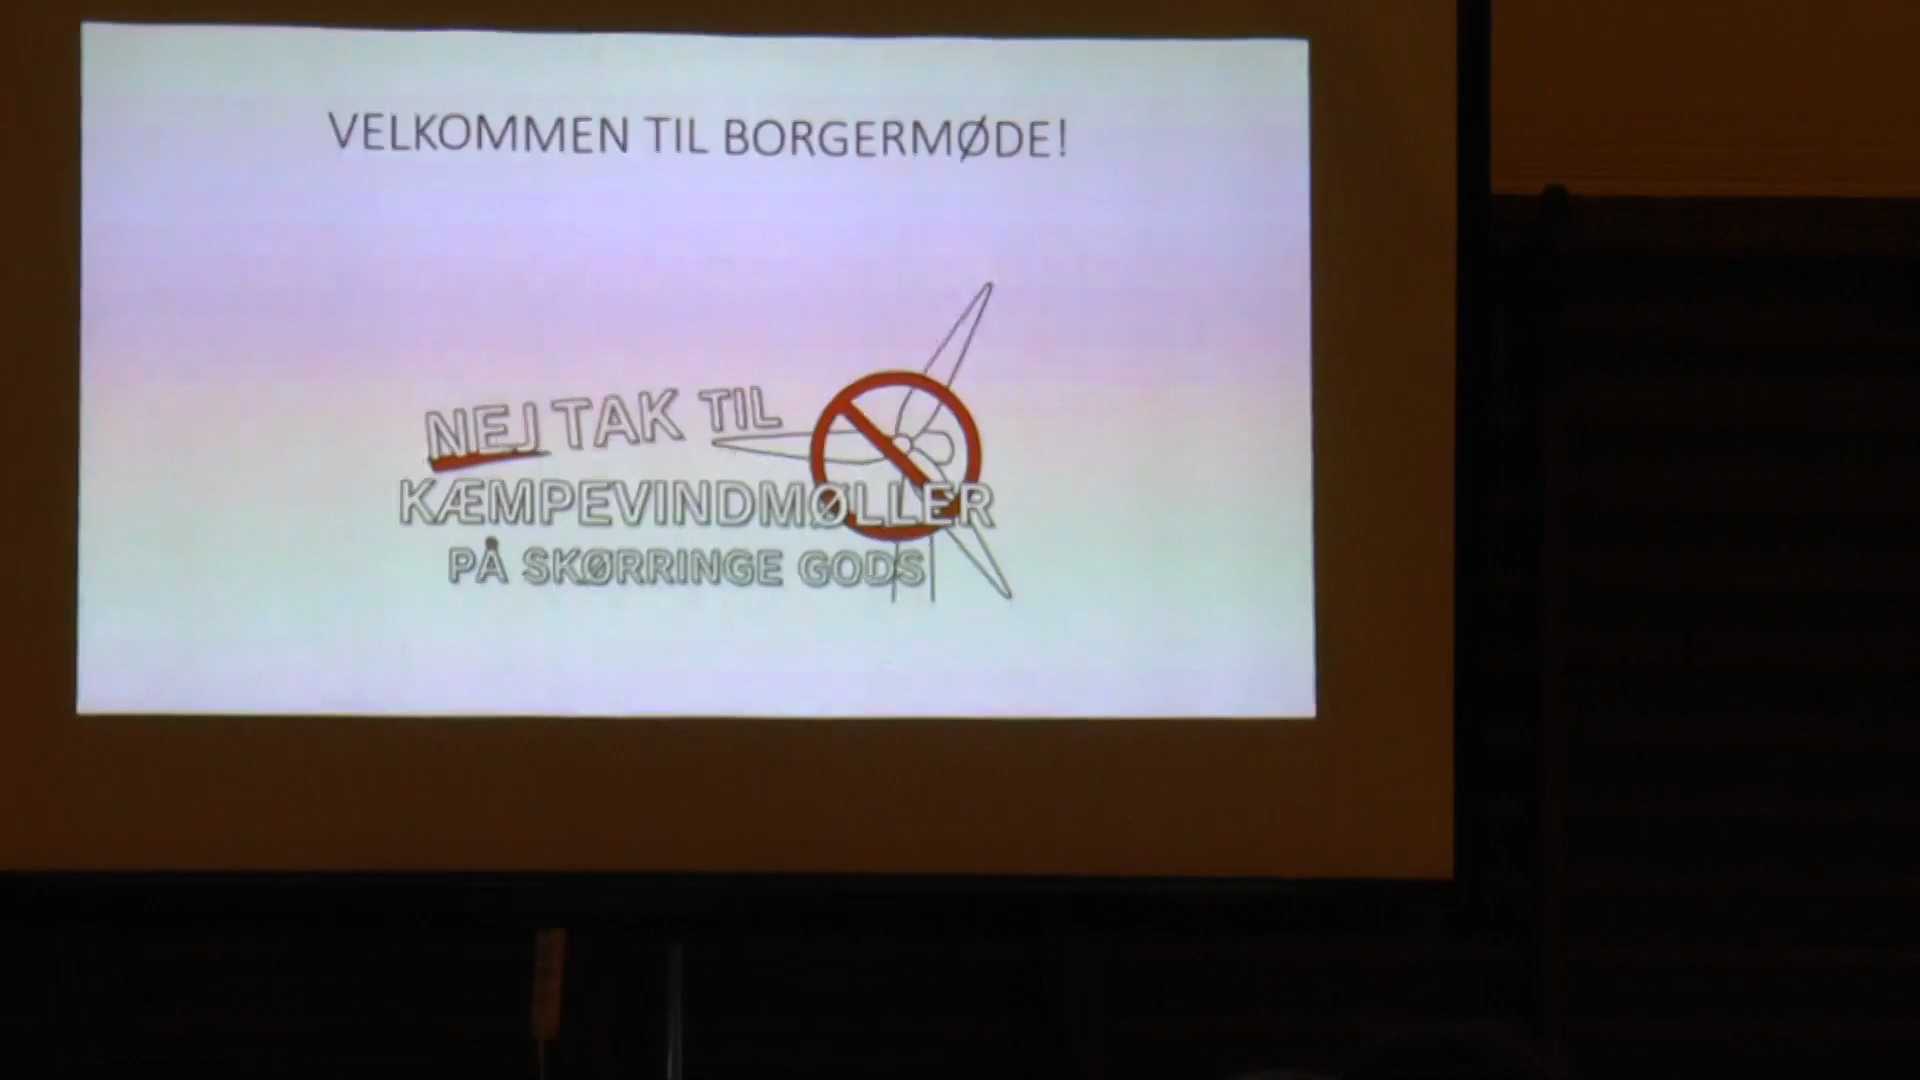 VELKOMMEN TIL BORGERMØDE!
NEJ TAK TIL
KÆMPEVINDMØLLER
PÅ SKØRRINGE GODS